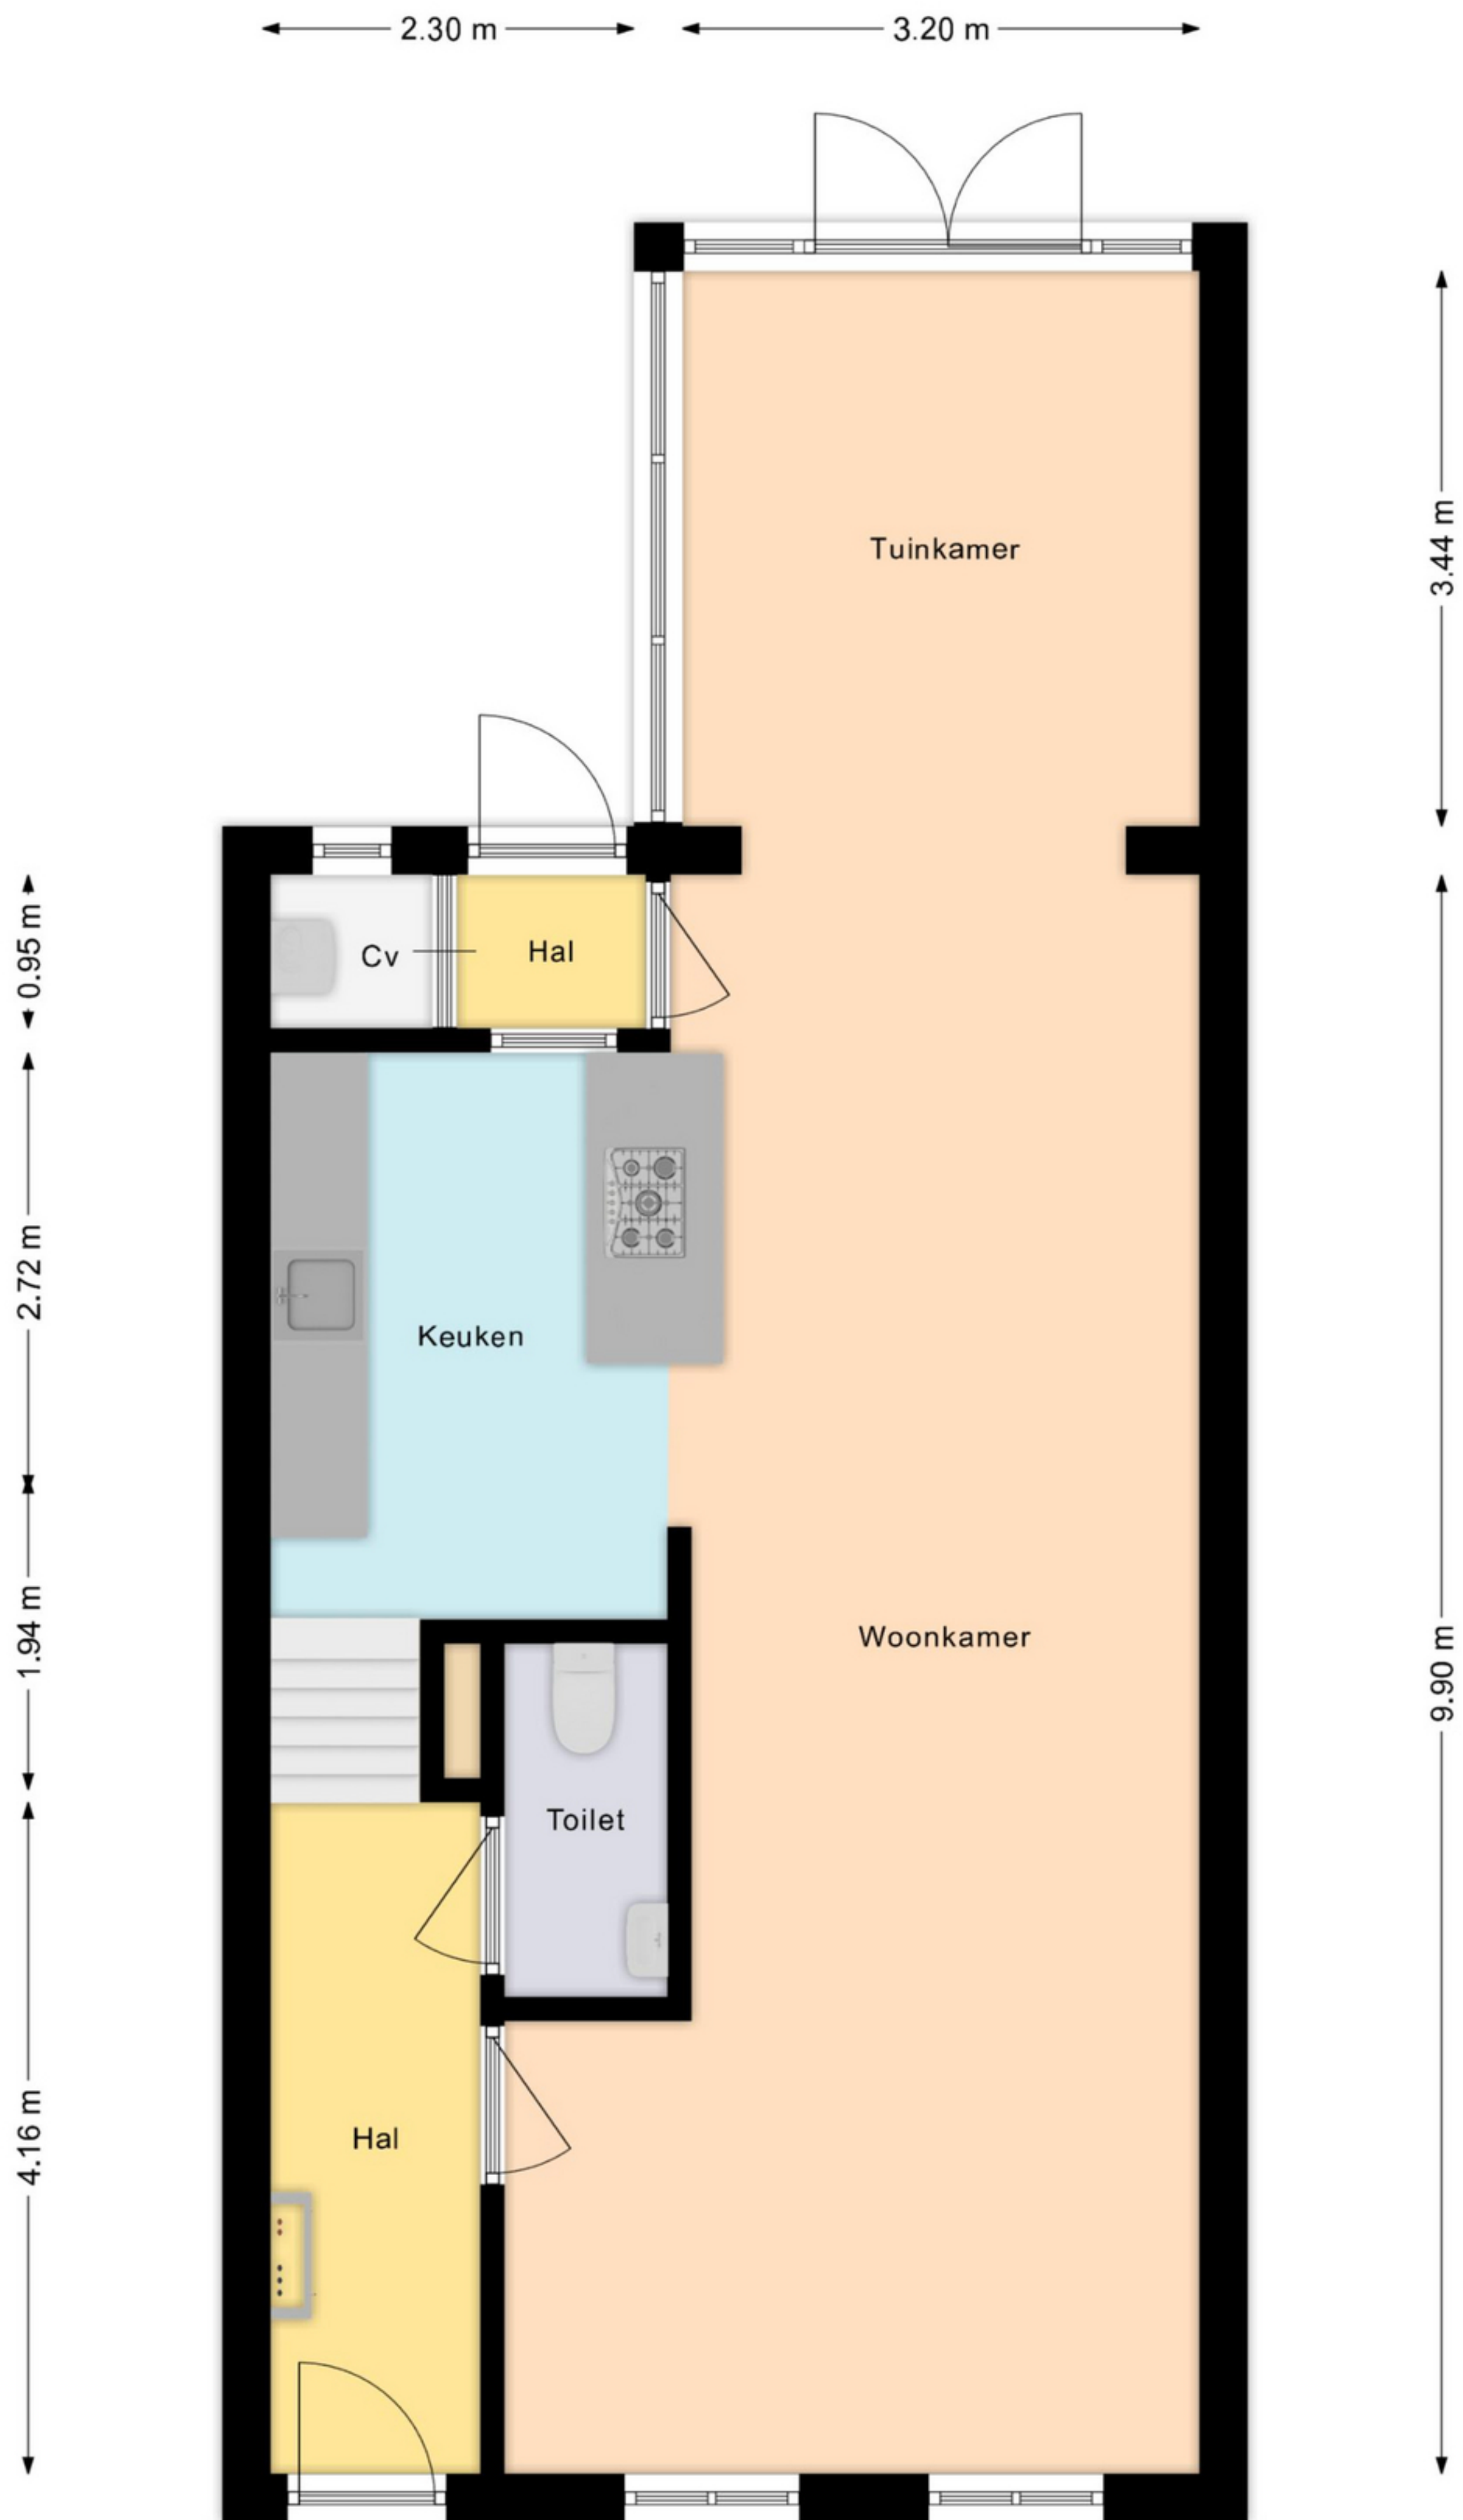 2.30 m
3.20 m
Tuinkamer
3.44 m
0.95 m
Cv
Hal
2.72 m
Keuken
1.94 m
Woonkamer
9.90 m
Toilet
4.16 m
Hal